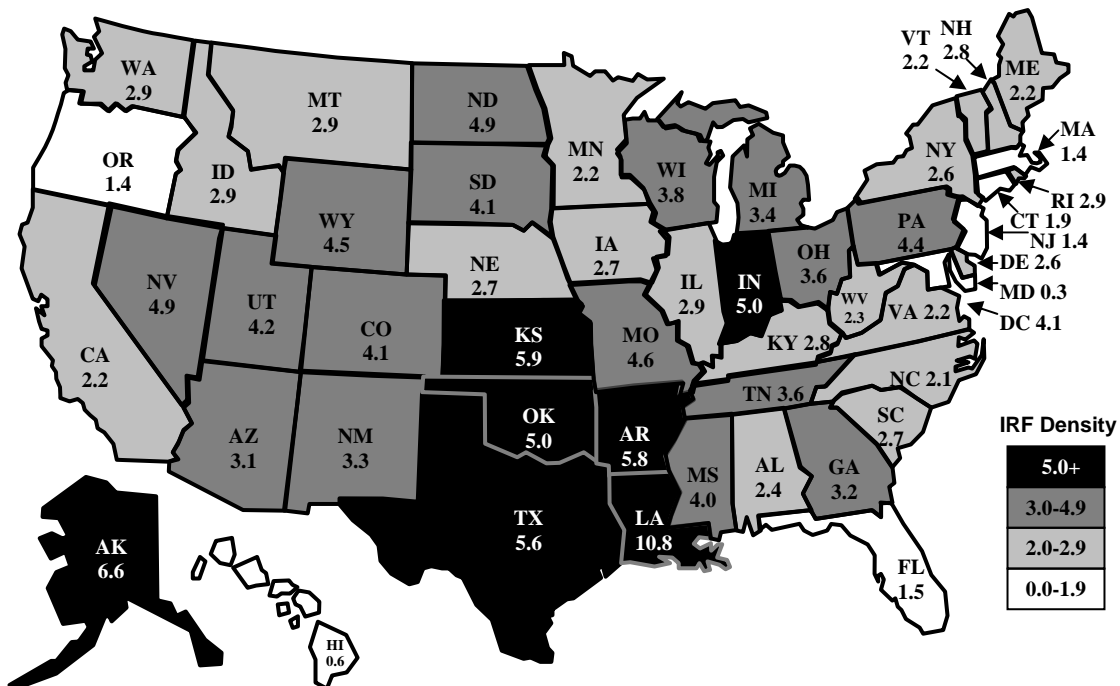 WA
2.9
OR
1.4
CA
2.2
ID
2.9
NV
4.9
MT
2.9
WY
4.5
UT
4.2
AZ
3.1
CO
4.1
NM
3.3
ND
4.9
SD
4.1
NE
2.7
KS
5.9
OK
5.0
TX
5.6
MN
2.2
IA
2.7
MO
4.6
AR
5.8
LA
10.8
WI
3.8
IL
2.9
MI
3.4
IN
5.0
OH
3.6
KY 2.8
TN 3.6
MS
4.0
AL
2.4
GA
3.2
FL
1.5
SC
2.7
NC 2.1
VA 2.2
WV
2.3
PA
4.4
NY
2.6
VT
2.2
NH
2.8
ME
2.2
MA
1.4
RI 2.9
CT 1.9
NJ 1.4
DE 2.6
MD 0.3
DC 4.1
AK
6.6
HI
0.6
IRF Density
5.0+
3.0-4.9
2.0-2.9
0.0-1.9